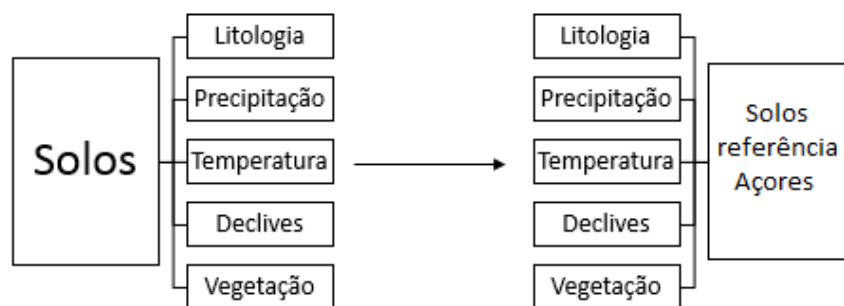 Solos
Litologia
Precipitação
Temperatura
Declives
Vegetação
Litologia
Precipitação
Temperatura
Declives
Vegetação
Solos
referência
Açores